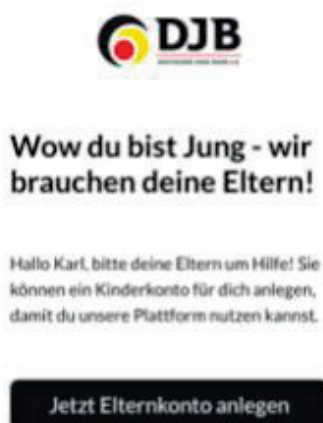 DJB
Wow du bist Jung - wir
brauchen deine Eltern!
Hallo Karl, bitte deine Eltern um Hilfe! Sie
können ein Kinderkonto für dich anlegen,
damit du unsere Plattform nutzen kannst.
Jetzt Elternkonto anlegen